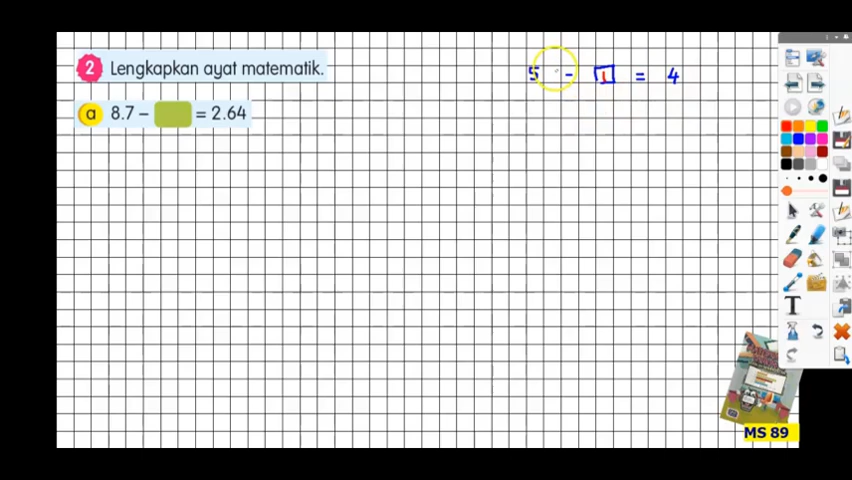 2 Lengkapkan ayat matematik.
5 - 1 = 4
a 8.7 – = 2.64
T
MS 89